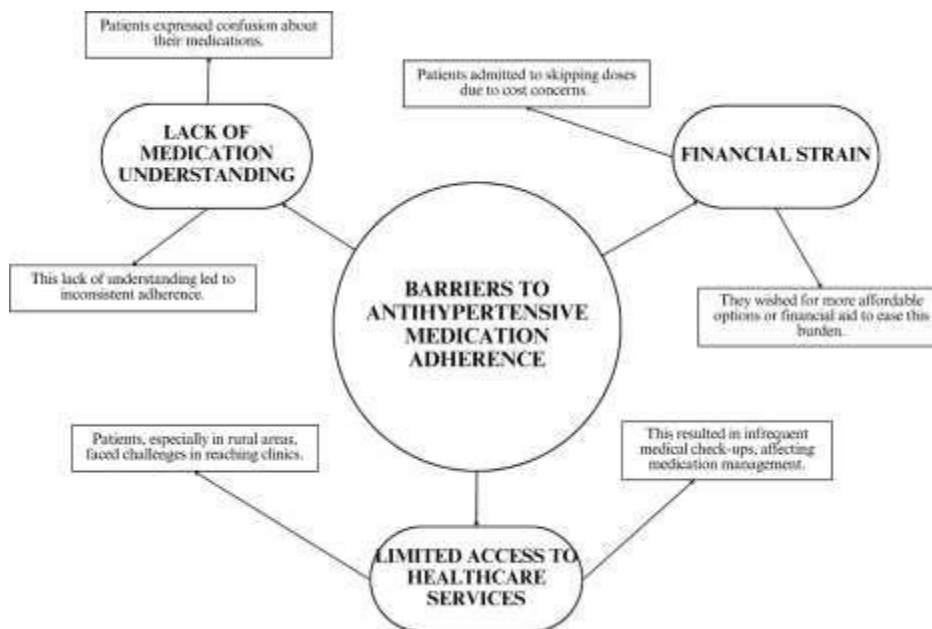 Patients expressed confusion about
their medications.
LACK OF
MEDICATION
UNDERSTANDING
This lack of understanding led to
inconsistent adherence.
Patients admitted to skipping doses
due to cost concerns.
FINANCIAL STRAIN
They wished for more affordable
options or financial aid to ease this
burden.
BARRIERS TO
ANTIHYPERTENSIVE
MEDICATION
ADHERENCE
Patients, especially in rural areas,
faced challenges in reaching clinics.
This resulted in infrequent
medical check-ups, affecting
medication management.
LIMITED ACCESS TO
HEALTHCARE
SERVICES